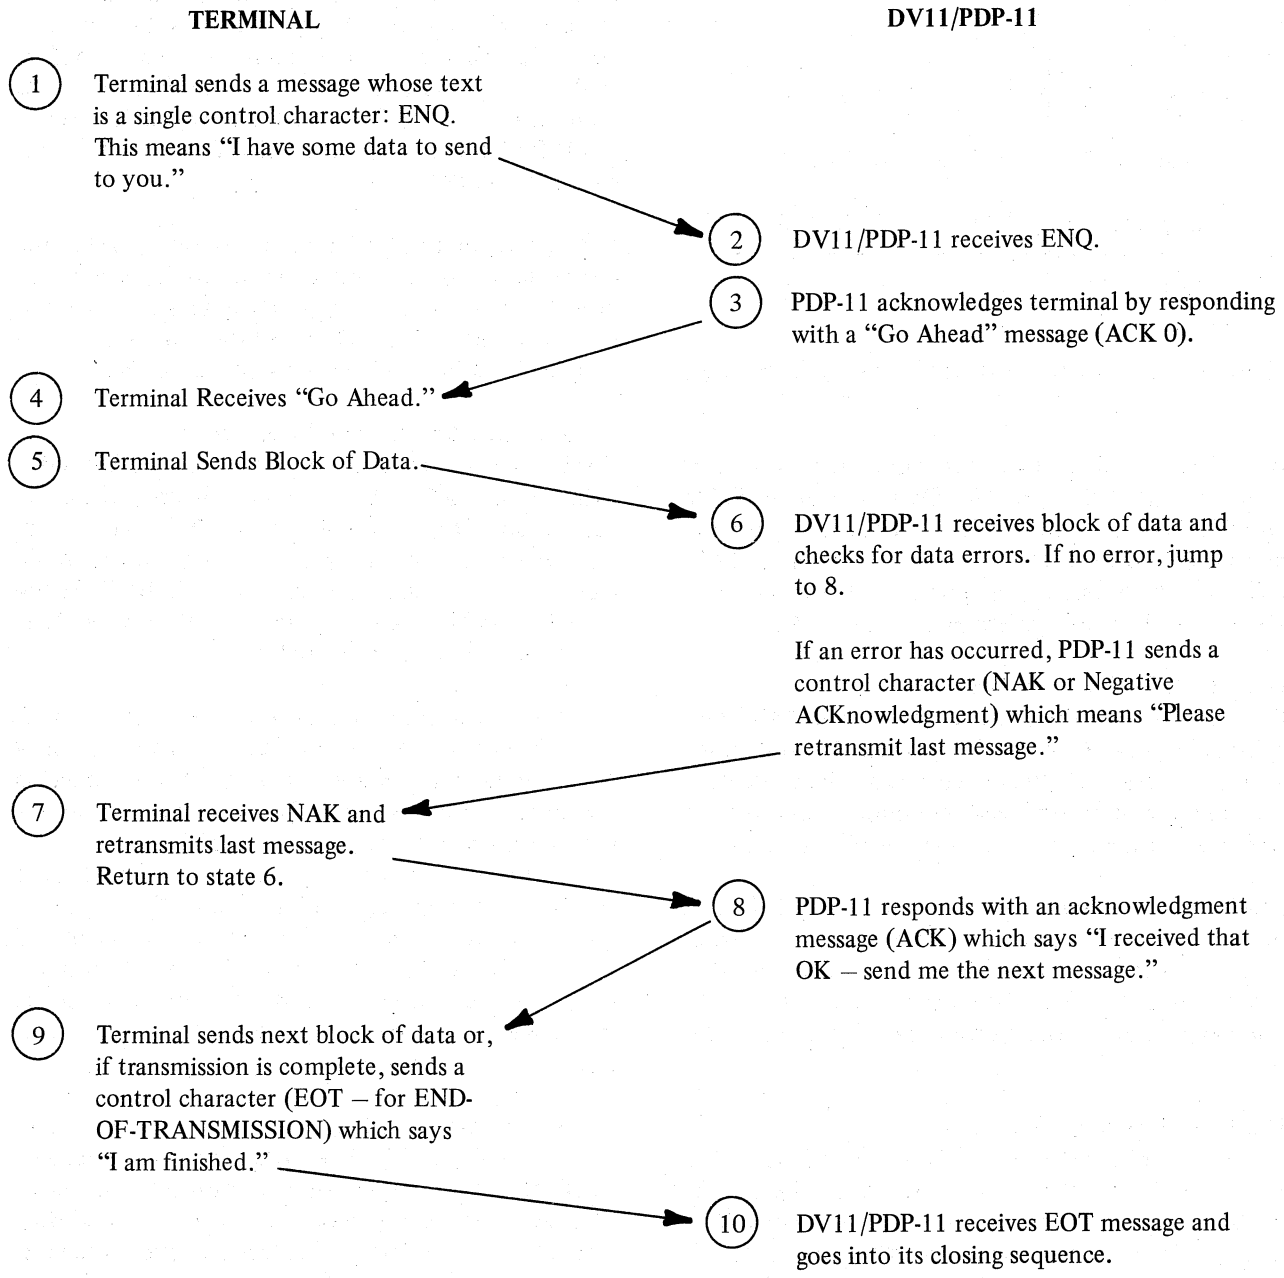 TERMINAL
DV11/PDP-11
1
Terminal sends a message whose text
is a single control character: ENQ.
This means “I have some data to send
to you.”
2
DV11/PDP-11 receives ENQ.
3
PDP-11 acknowledges terminal by responding
with a “Go Ahead” message (ACK 0).
4
Terminal Receives “Go Ahead.”
5
Terminal Sends Block of Data.
6
DV11/PDP-11 receives block of data and
checks for data errors. If no error, jump
to 8.
If an error has occurred, PDP-11 sends a
control character (NAK or Negative
ACKnowledgment) which means “Please
retransmit last message.”
7
Terminal receives NAK and
retransmits last message.
Return to state 6.
8
PDP-11 responds with an acknowledgment
message (ACK) which says “I received that
OK – send me the next message.”
9
Terminal sends next block of data or,
if transmission is complete, sends a
control character (EOT – for END-
OF-TRANSMISSION) which says
“I am finished.”
10
DV11/PDP-11 receives EOT message and
goes into its closing sequence.